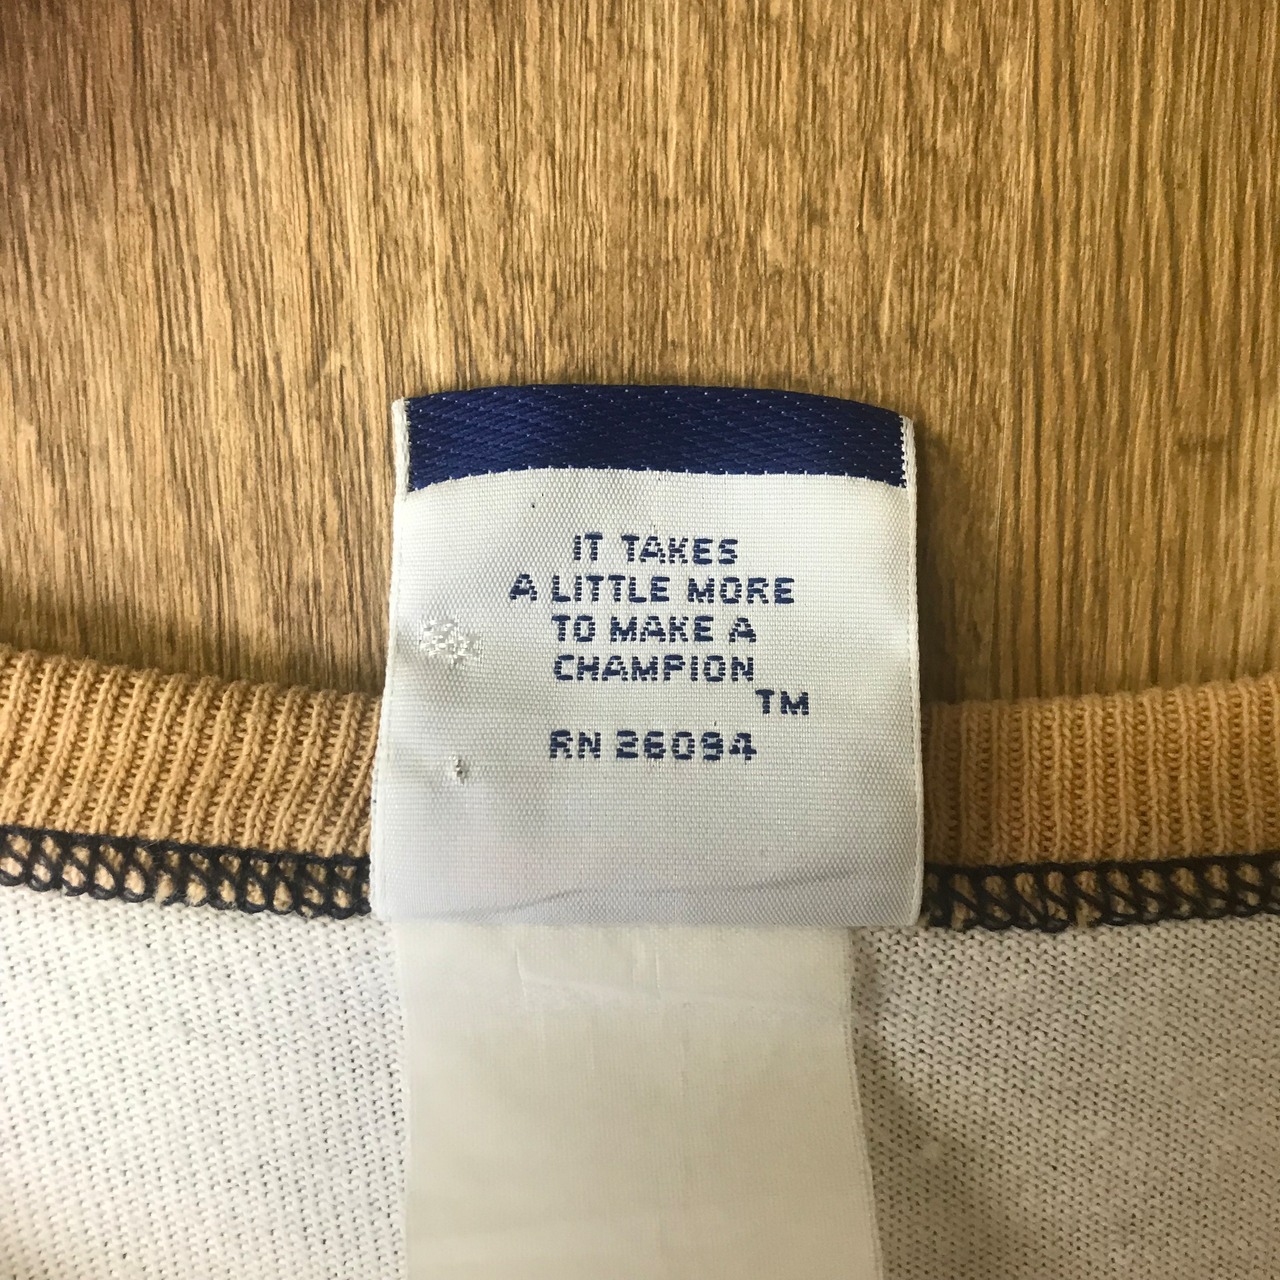 IT TAKES
A LITTLE MORE
TO MAKE A
CHAMPION
TM
RN 26094